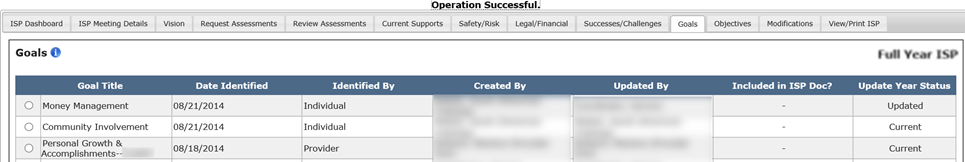 Operation Successful.
ISP Dashboard ISP Meeting Details Vision Request Assessments Review Assessments Current Supports Safety/Risk Legal/Financial Successes/Challenges Goals Objectives Modifications View/Print ISP
Goals Full Year ISP
Goal Title Date Identified Identified By Created By Updated By Included in ISP Doc? Update Year Status
Money Management 08/21/2014 Individual - Updated
Community Involvement 08/21/2014 Individual - Current
Personal Growth &
Accomplishments-- 08/18/2014 Provider - Current